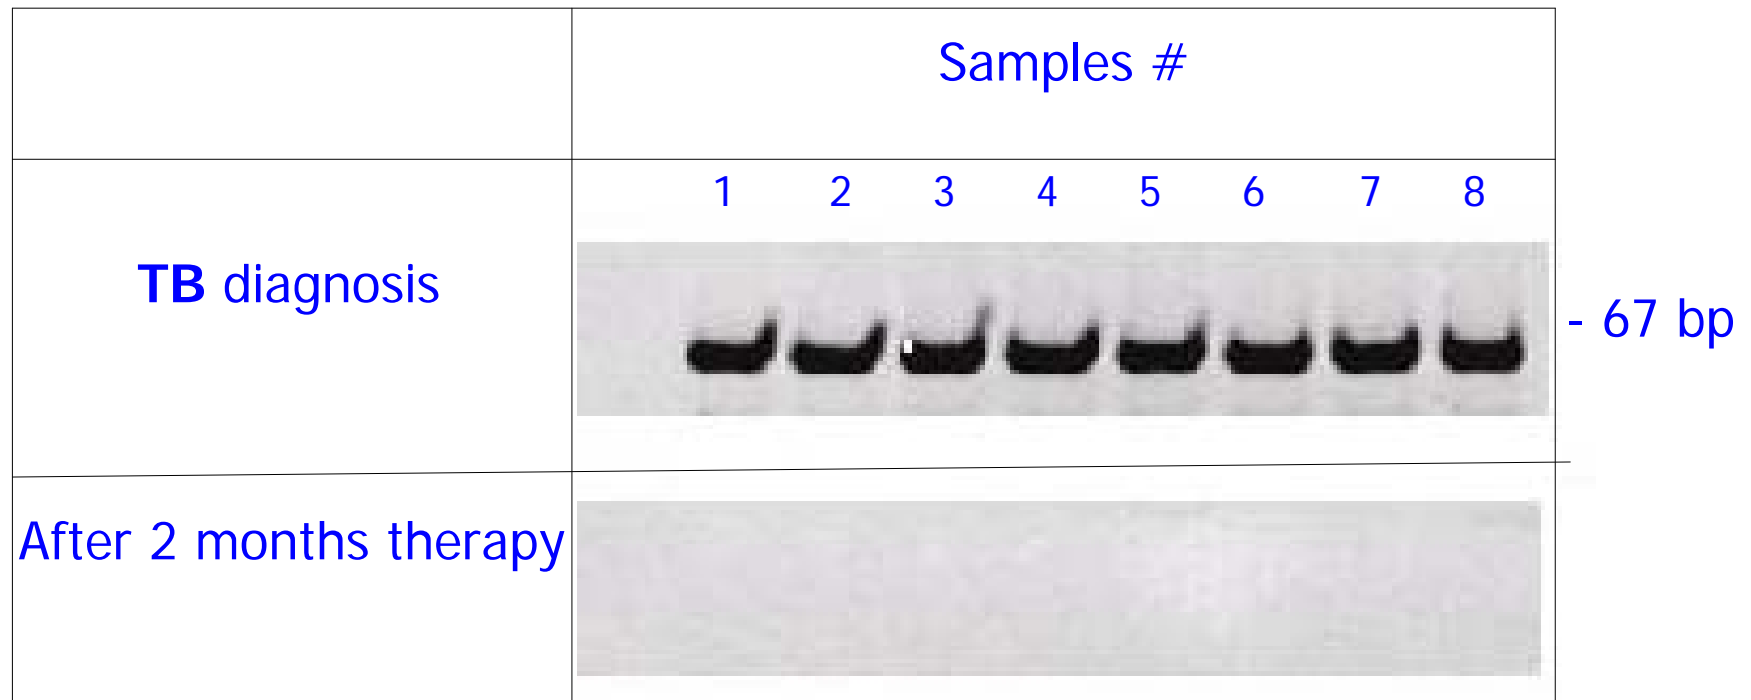 Samples #
1 2 3 4 5 6 7 8
TB diagnosis
- 67 bp
After 2 months therapy